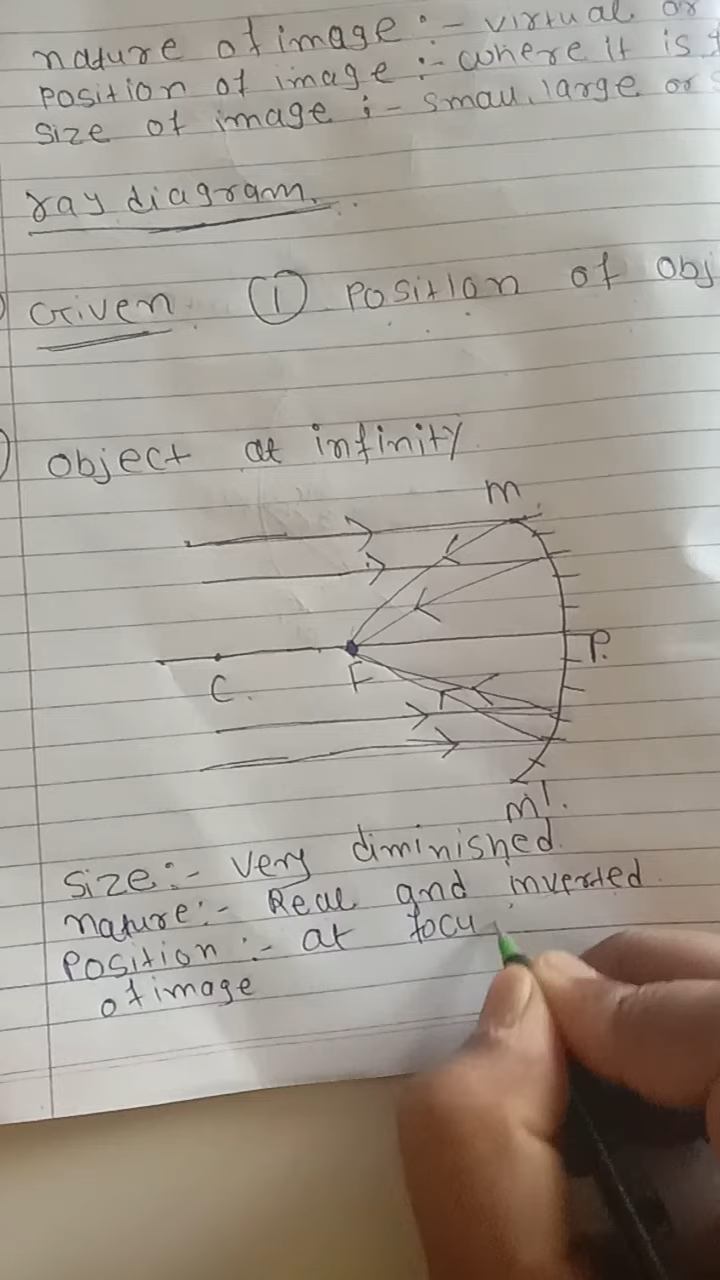 nature of image :- virtual or
position of image :- where it is
size of image :- small, large or
ray diagram.
Given ① position of obj
object at infinity
M
P.
F
C.
M'.
Size :- very diminished.
nature :- Real and inverted.
position :- at focu
of image